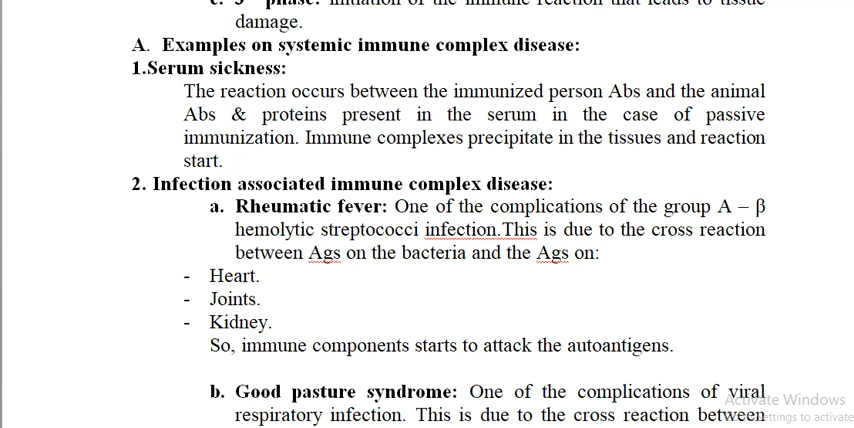 damage.
A. Examples on systemic immune complex disease:
1.Serum sickness:
The reaction occurs between the immunized person Abs and the animal
Abs & proteins present in the serum in the case of passive
immunization. Immune complexes precipitate in the tissues and reaction
start.
2. Infection associated immune complex disease:
a. Rheumatic fever: One of the complications of the group A – β
hemolytic streptococci infection.This is due to the cross reaction
between Ags on the bacteria and the Ags on:
- Heart.
- Joints.
- Kidney.
So, immune components starts to attack the autoantigens.
b. Good pasture syndrome: One of the complications of viral
respiratory infection. This is due to the cross reaction between
Activate Windows
settings to activate